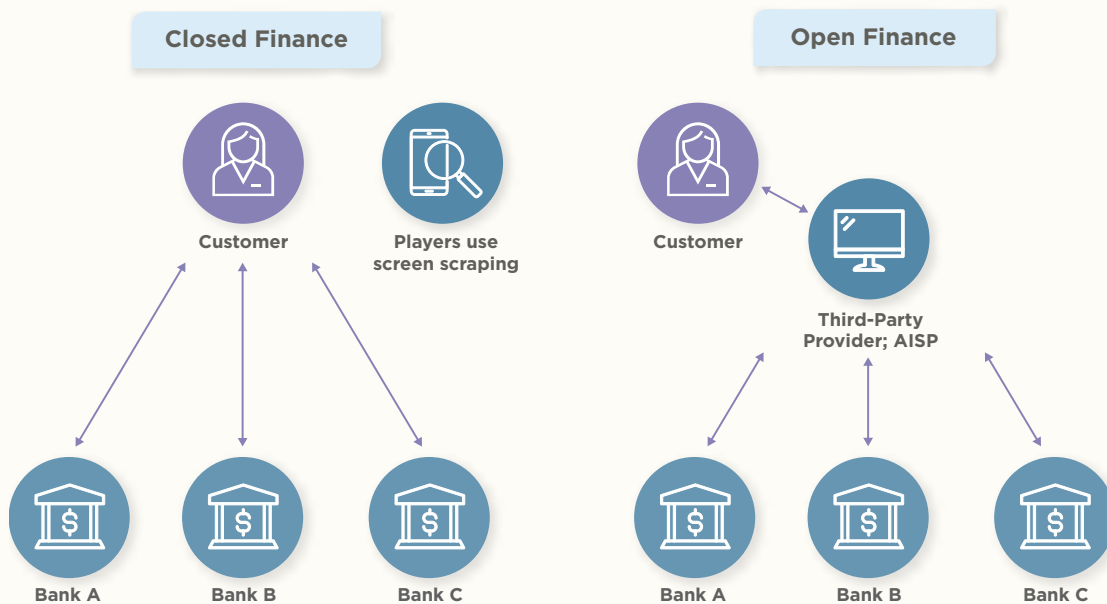 Closed Finance
Customer
Players use
screen scraping
$
$
$
Bank A
Bank B
Bank C
Open Finance
Customer
Third-Party
Provider; AISP
$
$
$
Bank A
Bank B
Bank C